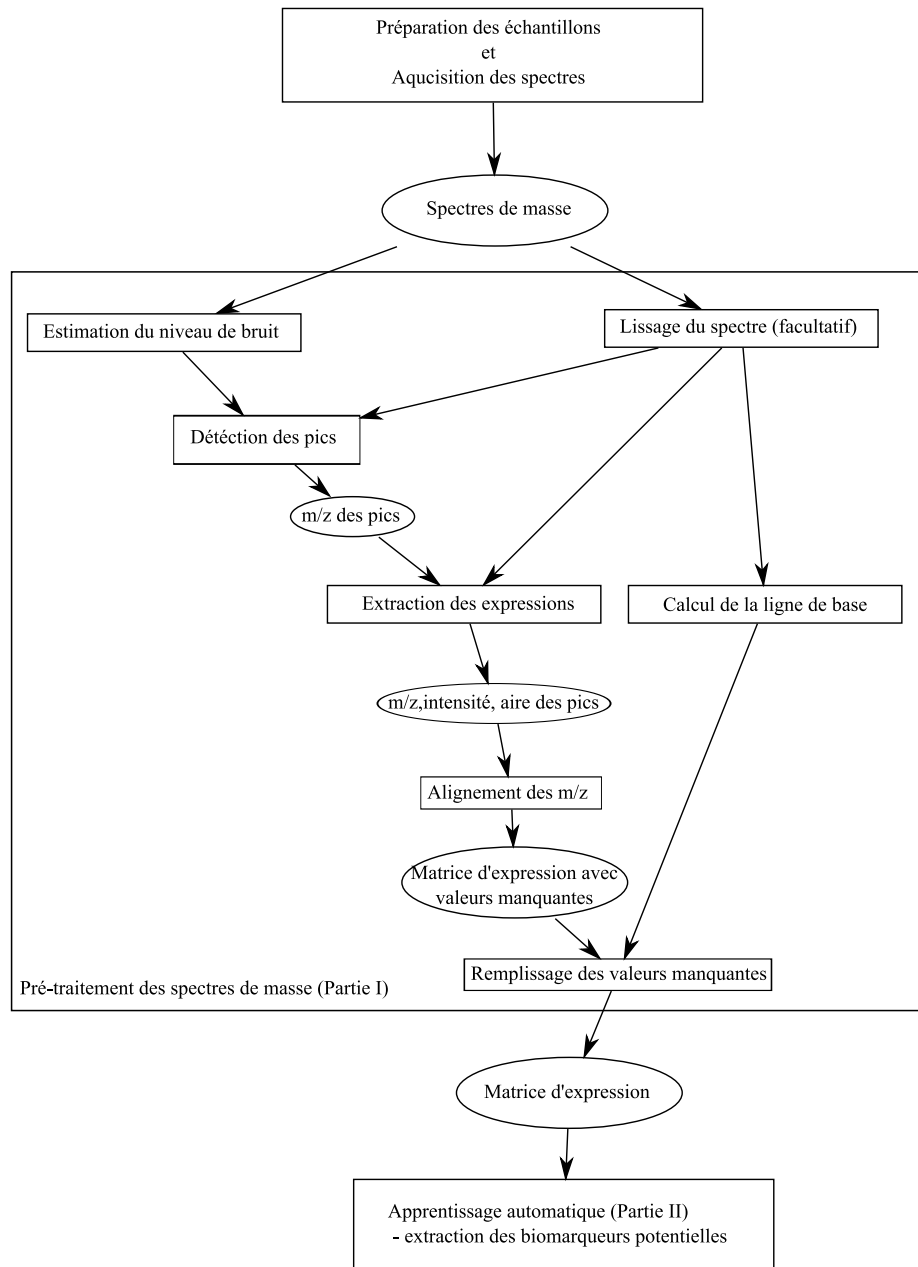 Préparation des échantillons
et
Aqucisition des spectres
Spectres de masse
Estimation du niveau de bruit
Lissage du spectre (facultatif)
Détéction des pics
m/z des pics
Extraction des expressions
Calcul de la ligne de base
m/z,intensité, aire des pics
Alignement des m/z
Matrice d'expression avec
valeurs manquantes
Remplissage des valeurs manquantes
Pré-traitement des spectres de masse (Partie I)
Matrice d'expression
Apprentissage automatique (Partie II)
- extraction des biomarqueurs potentielles